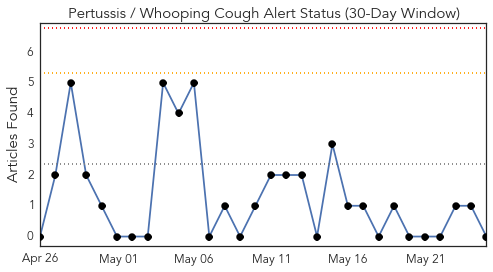 Pertussis / Whooping Cough Alert Status (30-Day Window)
Articles Found
6
5
4
3
2
1
0
Apr 26 May 01 May 06 May 11 May 16 May 21